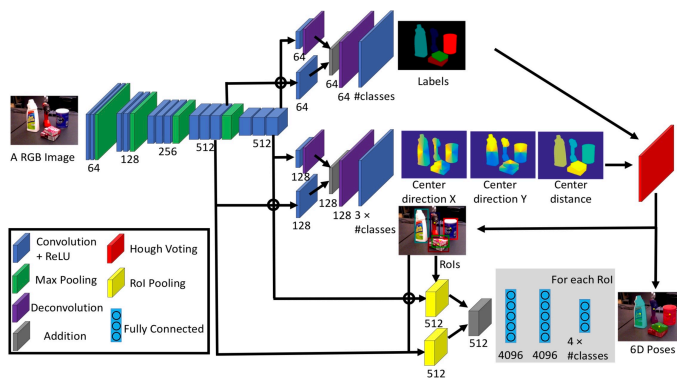 64
64
64
64
#classes
Labels
A RGB Image
64
128
256
512
512
128
128
128
128
3 ×
#classes
Center
direction X
Center
direction Y
Center
distance
Convolution
+ ReLU
Max Pooling
Deconvolution
Addition
Hough Voting
RoI Pooling
Fully Connected
RoIs
512
512
512
For each RoI
4096
4096
4 ×
#classes
6D Poses